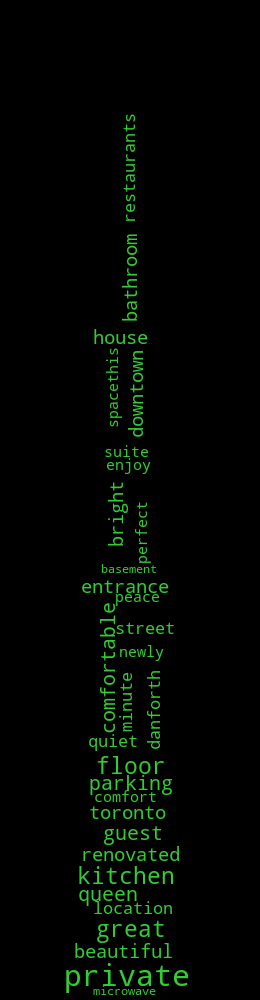 restaurants
bathroom
house
spacethis
downtown
suite
enjoy
bright
perfect
basement
entrance
peace
comfortable
street
newly
minute
danforth
quiet
floor
parking
comfort
toronto
guest
renovated
kitchen
queen
location
great
beautiful
private
microwave